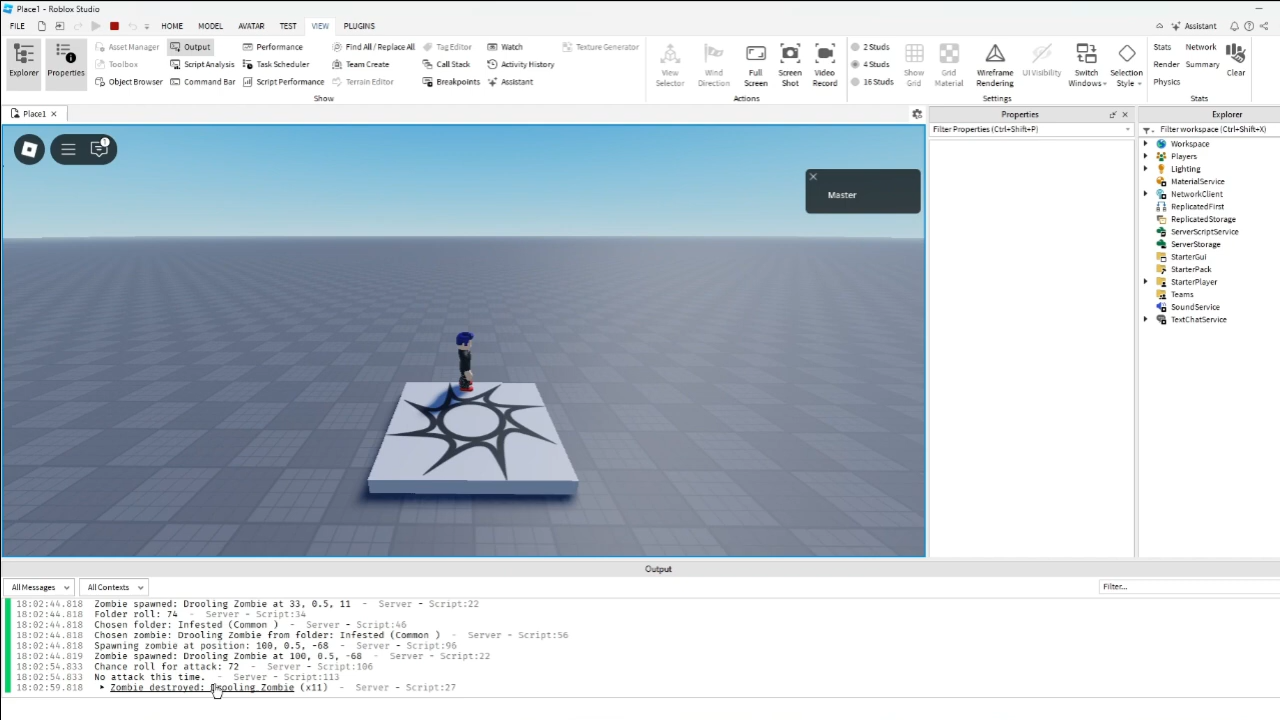 Place1 - Roblox Studio
FILE HOME MODEL AVATAR TEST VIEW PLUGINS Assistant
Explorer
Properties
Asset Manager Output Performance Find All / Replace All Tag Editor Watch Texture Generator
Toolbox Script Analysis Task Scheduler Team Create Call Stack Activity History
Object Browser Command Bar Script Performance Terrain Editor Breakpoints Assistant
Show
View Selector
Wind Direction
Full Screen
Screen Shot
Video Record
Actions
2 Studs
4 Studs
16 Studs
Show Grid
Grid Material
Wireframe Rendering
UI Visibility
Switch Windows
Selection Style
Settings
Stats Network
Render Summary
Physics
Clear
Stats
Place1
Properties
Filter Properties (Ctrl+Shift+P)
Explorer
Filter workspace (Ctrl+Shift+X)
Workspace
Players
Lighting
MaterialService
NetworkClient
ReplicatedFirst
ReplicatedStorage
ServerScriptService
ServerStorage
StarterGui
StarterPack
StarterPlayer
Teams
SoundService
TextChatService
1
Master
Output
All Messages All Contexts Filter...
18:02:44.818 Zombie spawned: Drooling Zombie at 33, 0.5, 11 - Server - Script:22
18:02:44.818 Folder roll: 74 - Server - Script:34
18:02:44.818 Chosen folder: Infested (Common ) - Server - Script:46
18:02:44.818 Chosen zombie: Drooling Zombie from folder: Infested (Common ) - Server - Script:56
18:02:44.818 Spawning zombie at position: 100, 0.5, -68 - Server - Script:96
18:02:44.819 Zombie spawned: Drooling Zombie at 100, 0.5, -68 - Server - Script:22
18:02:54.833 Chance roll for attack: 72 - Server - Script:106
18:02:54.833 No attack this time. - Server - Script:113
18:02:59.818 Zombie destroyed: Drooling Zombie (x11) - Server - Script:27